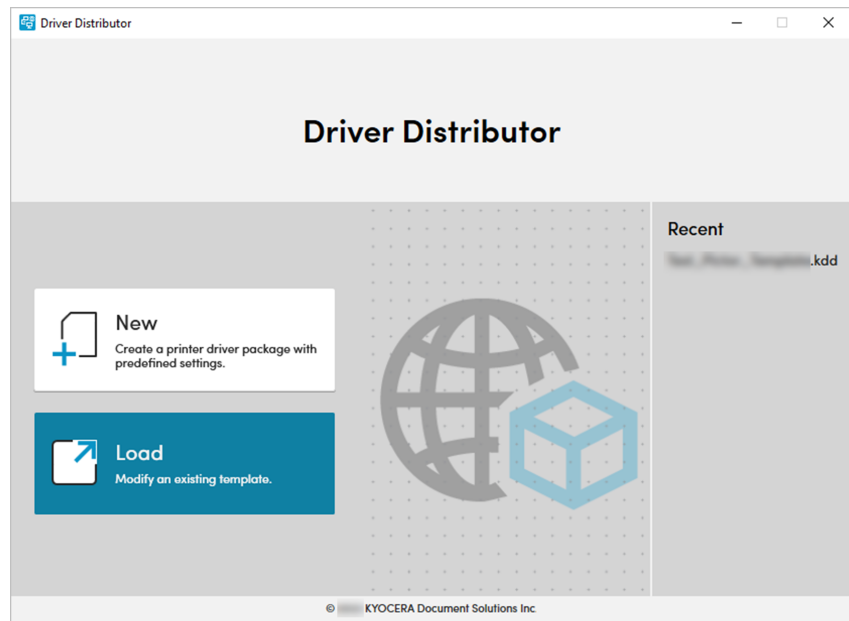 Driver Distributor
Driver Distributor
New
Create a printer driver package with
predefined settings.
Load
Modify an existing template.
Recent
.kdd
© KYOCERA Document Solutions Inc.